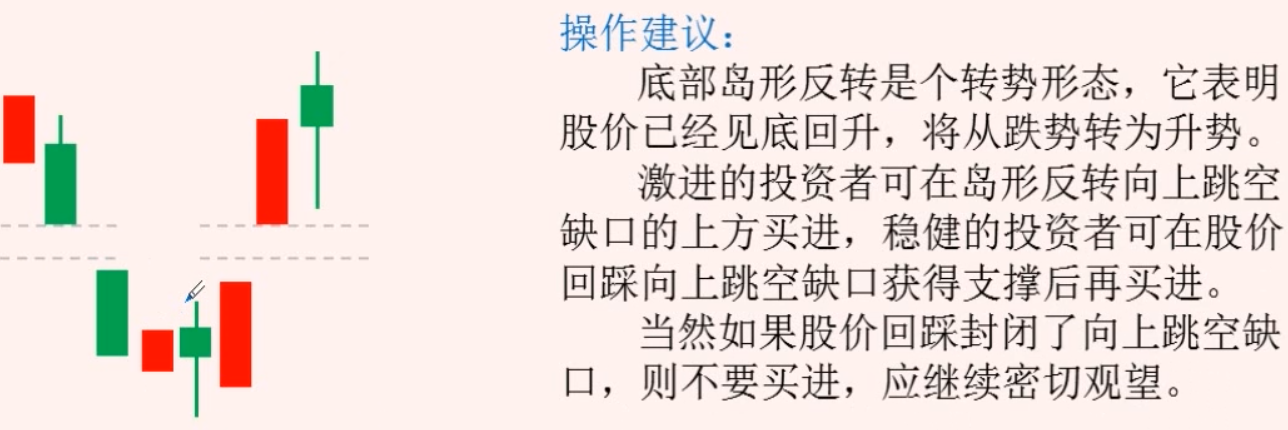 操作建议：
底部岛形反转是个转势形态，它表明
股价已经见底回升，将从跌势转为升势。
激进的投资者可在岛形反转向上跳空
缺口的上方买进，稳健的投资者可在股价
回踩向上跳空缺口获得支撑后再买进。
当然如果股价回踩封闭了向上跳空缺
口，则不要买进，应继续密切观望。